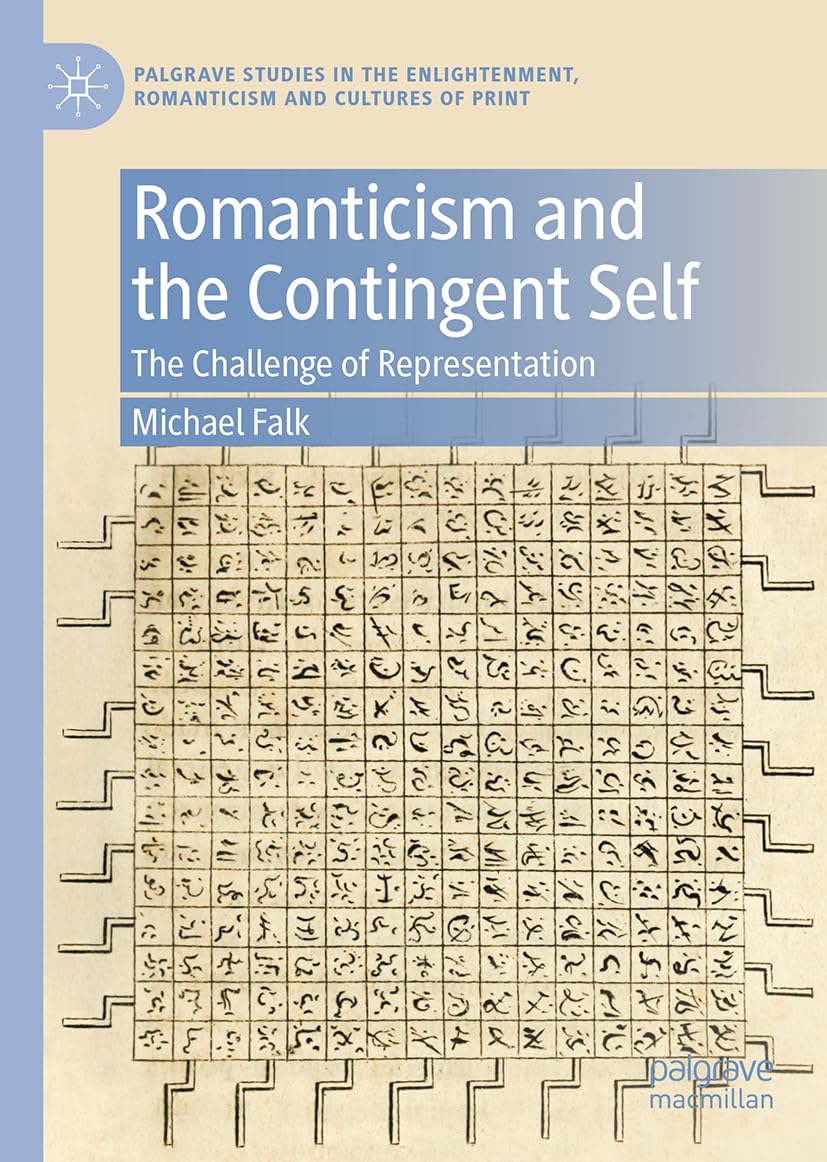 PALGRAVE STUDIES IN THE ENLIGHTENMENT,
ROMANTICISM AND CULTURES OF PRINT
Romanticism and
the Contingent Self
The Challenge of Representation
Michael Falk
palgrave
macmillan